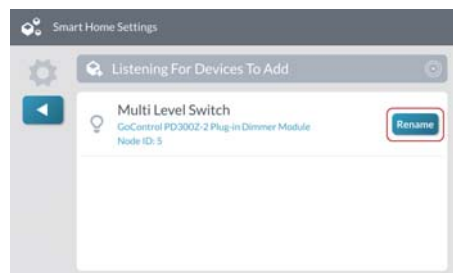 Smart Home Settings
Listening For Devices To Add
Multi Level Switch
GoControl PD300Z-2 Plug-in Dimmer Module
Node ID: 5
Rename